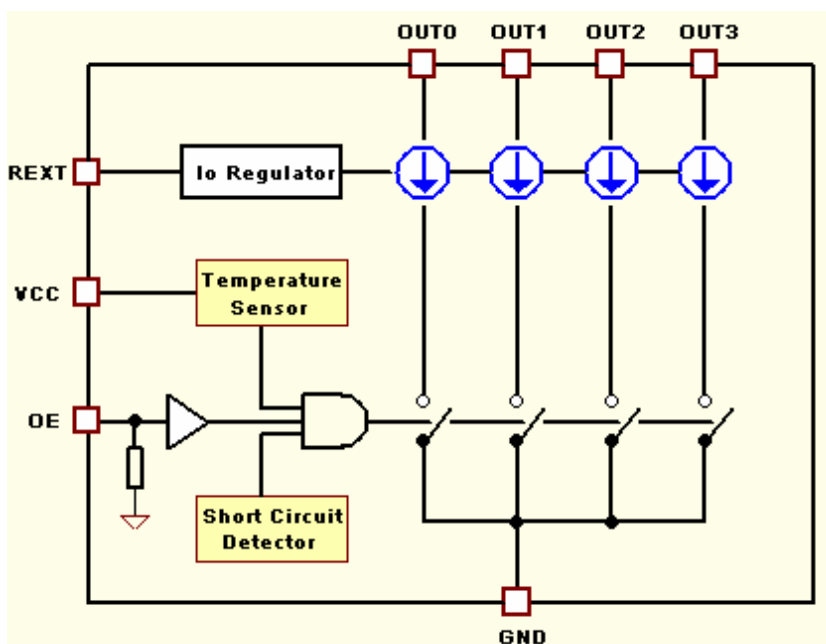 OUT0 OUT1 OUT2 OUT3
REXT
Io Regulator
VCC
Temperature
Sensor
OE
Short Circuit
Detector
GND